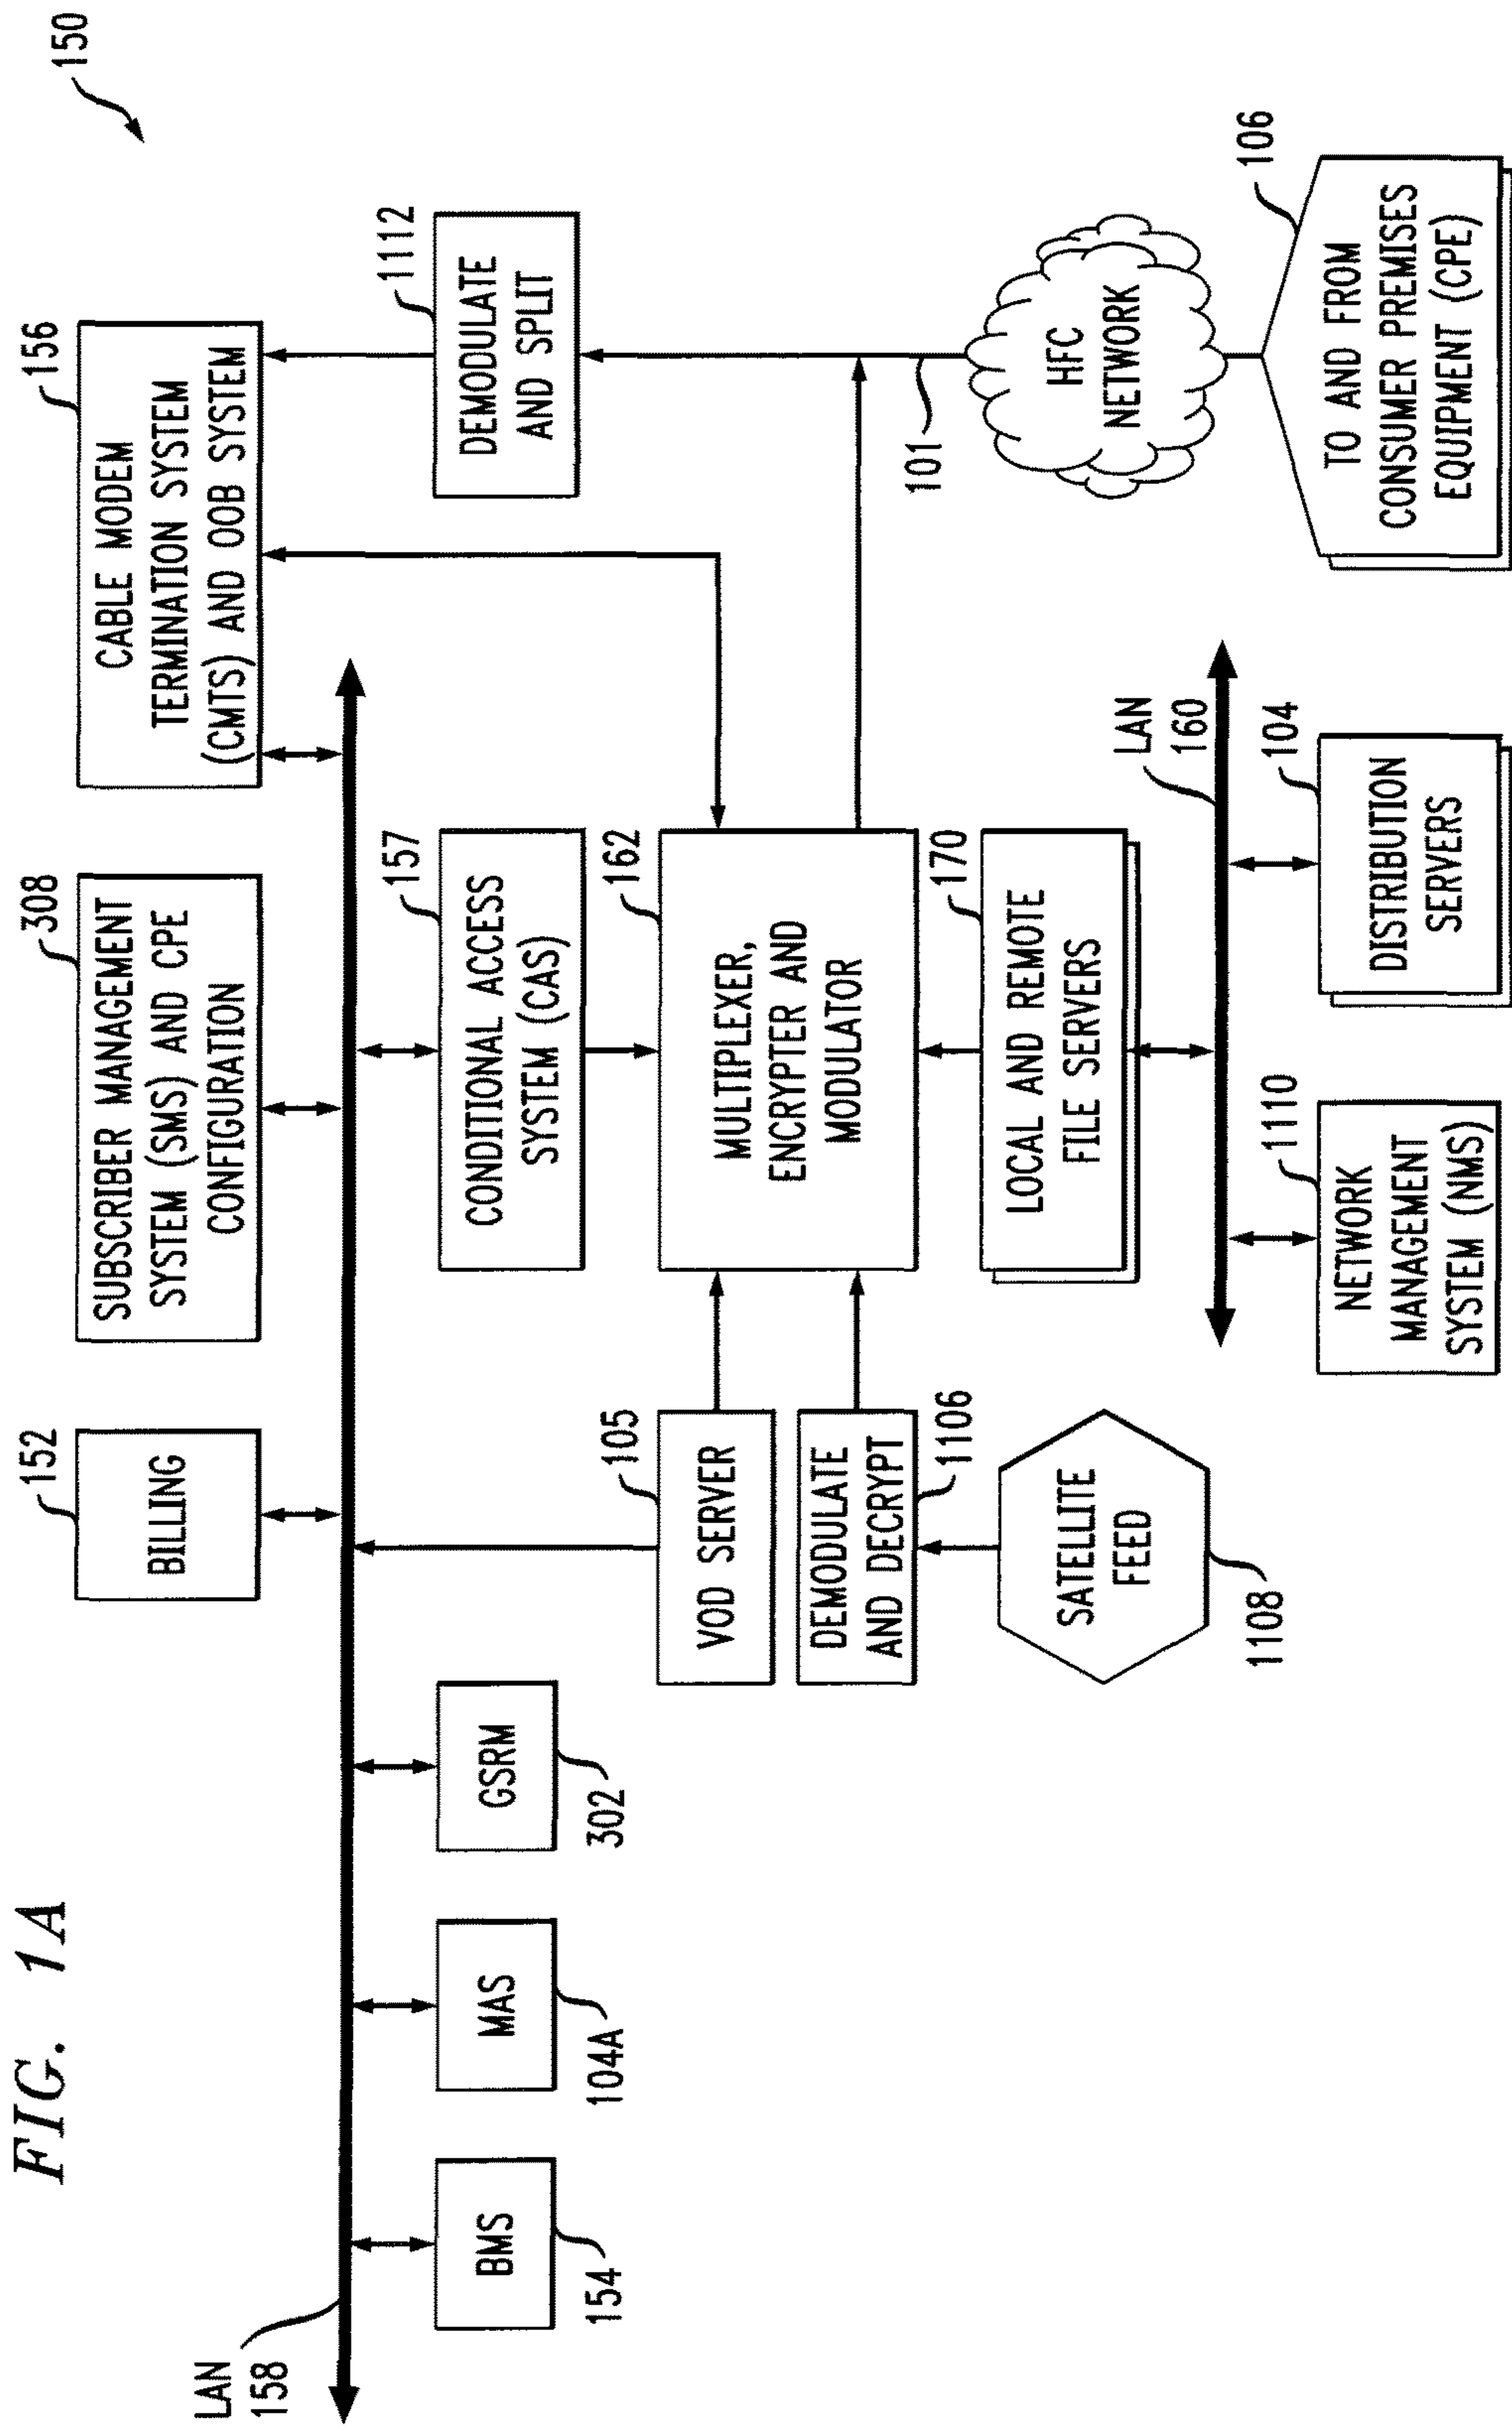 FIG. 1A
150
152
BILLING
308
SUBSCRIBER MANAGEMENT
SYSTEM (SMS) AND CPE
CONFIGURATION
156
CABLE MODEM
TERMINATION SYSTEM
(CMTS) AND OOB SYSTEM
LAN
158
BMS
154
MAS
104A
GSRM
302
157
CONDITIONAL ACCESS
SYSTEM (CAS)
1112
DEMODULATE
AND SPLIT
105
VOD SERVER
162
MULTIPLEXER,
ENCRYPTER AND
MODULATOR
DEMODULATE
AND DECRYPT
1106
101
SATELLITE
FEED
1108
170
LOCAL AND REMOTE
FILE SERVERS
HFC
NETWORK
LAN
160
1110
NETWORK
MANAGEMENT
SYSTEM (NMS)
104
DISTRIBUTION
SERVERS
106
TO AND FROM
CONSUMER PREMISES
EQUIPMENT (CPE)